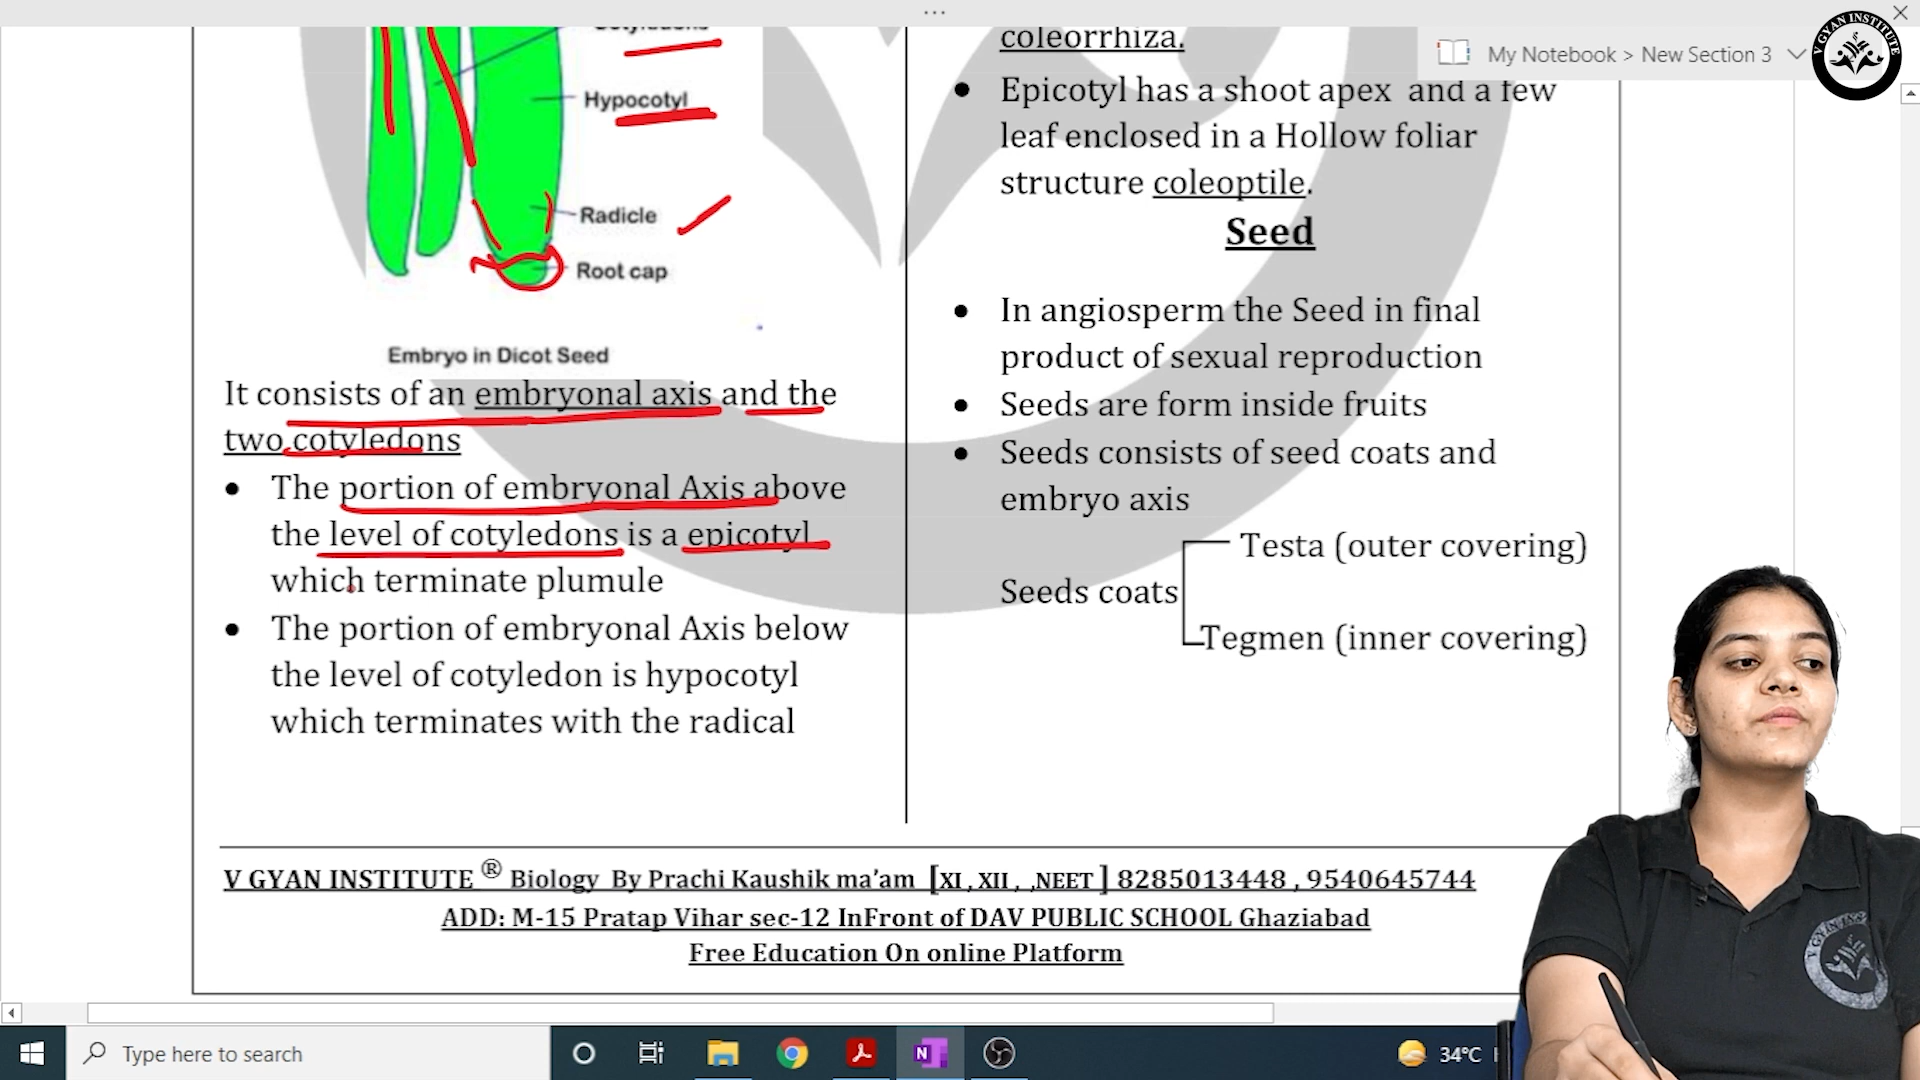 My Notebook > New Section 3
V GYAN INSTITUTE
Hypocotyl
Radicle
Root cap
Embryo in Dicot Seed
It consists of an embryonal axis and the
two cotyledons
• The portion of embryonal Axis above
the level of cotyledons is a epicotyl
which terminate plumule
• The portion of embryonal Axis below
the level of cotyledon is hypocotyl
which terminates with the radical
coleorrhiza.
• Epicotyl has a shoot apex and a few
leaf enclosed in a Hollow foliar
structure coleoptile.
Seed
• In angiosperm the Seed in final
product of sexual reproduction
• Seeds are form inside fruits
• Seeds consists of seed coats and
embryo axis
Testa (outer covering)
Seeds coats
Tegmen (inner covering)
V GYAN INSTITUTE ® Biology By Prachi Kaushik ma'am [XI , XII , ,NEET ] 8285013448 , 9540645744
ADD: M-15 Pratap Vihar sec-12 InFront of DAV PUBLIC SCHOOL Ghaziabad
Free Education On online Platform
Type here to search
34°C